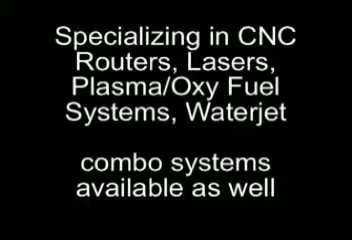 Specializing in CNC
Routers, Lasers,
Plasma/Oxy Fuel
Systems, Waterjet
combo systems
available as well